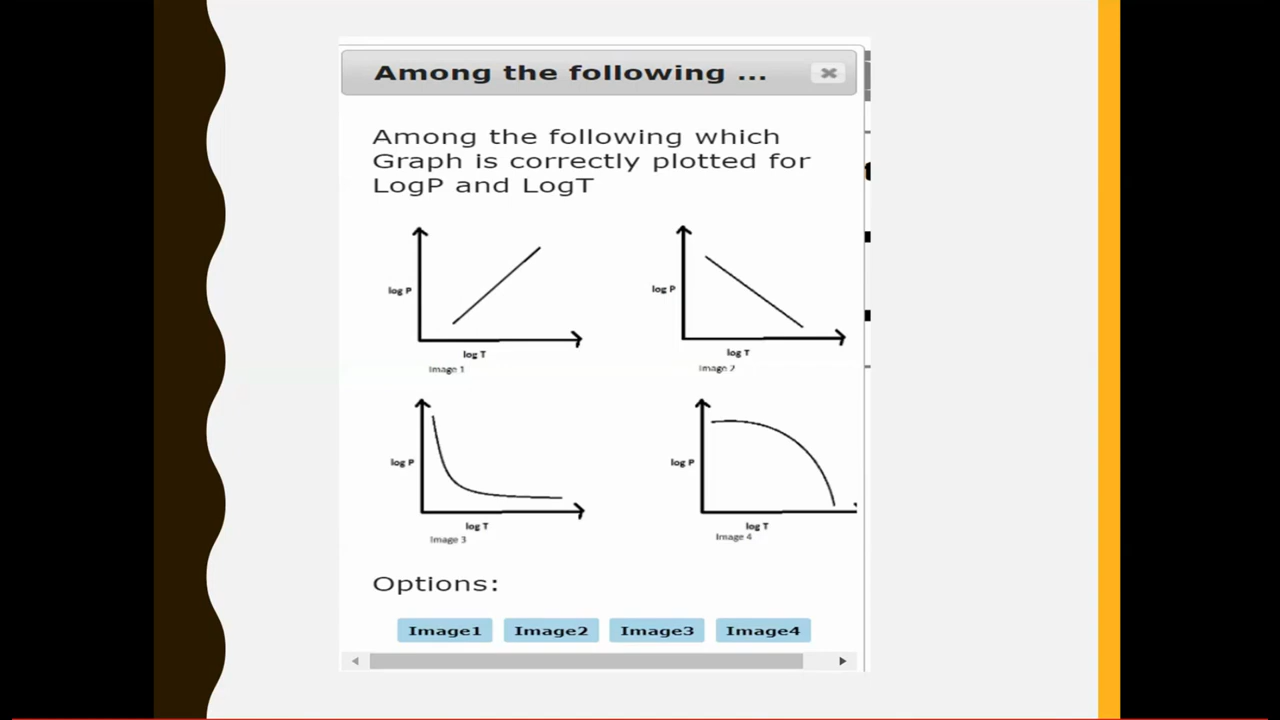 Among the following ...
Among the following which
Graph is correctly plotted for
LogP and LogT
log P
log T
Image 1
log P
log T
Image 2
log P
log T
Image 3
log P
log T
Image 4
Options:
Image1 Image2 Image3 Image4